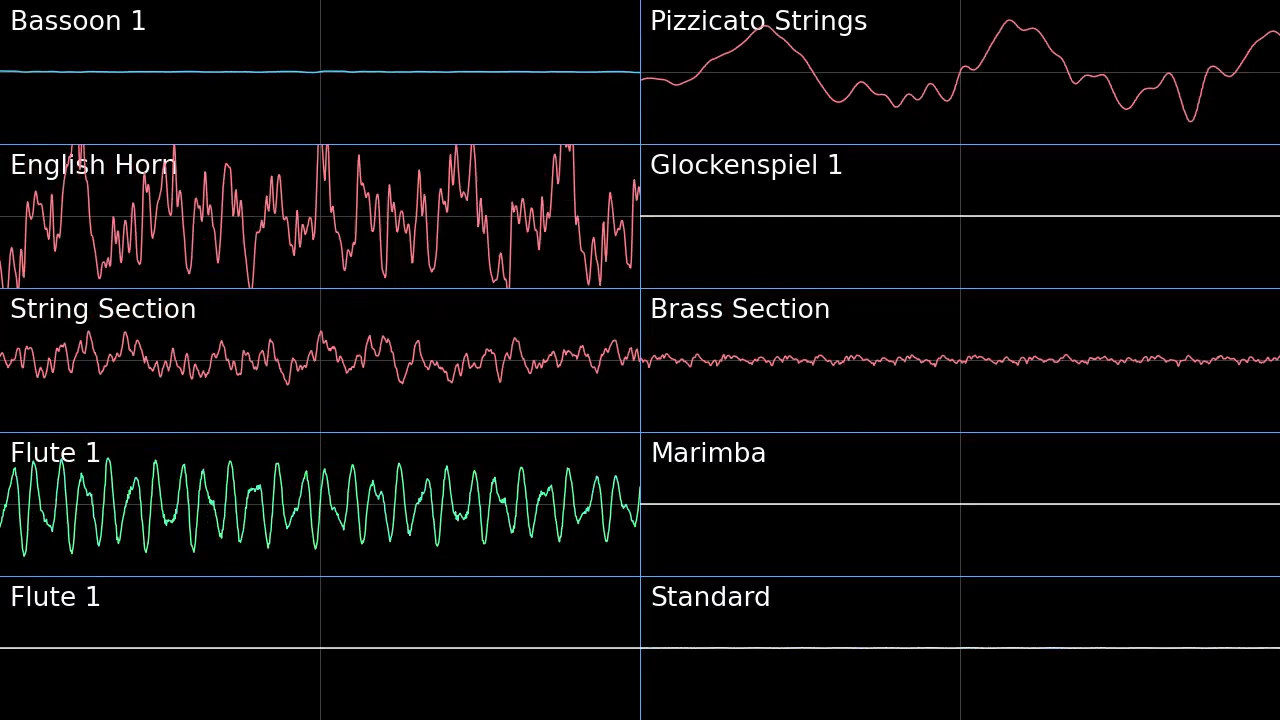 Bassoon 1
Pizzicato Strings
English Horn
Glockenspiel 1
String Section
Brass Section
Flute 1
Marimba
Flute 1
Standard